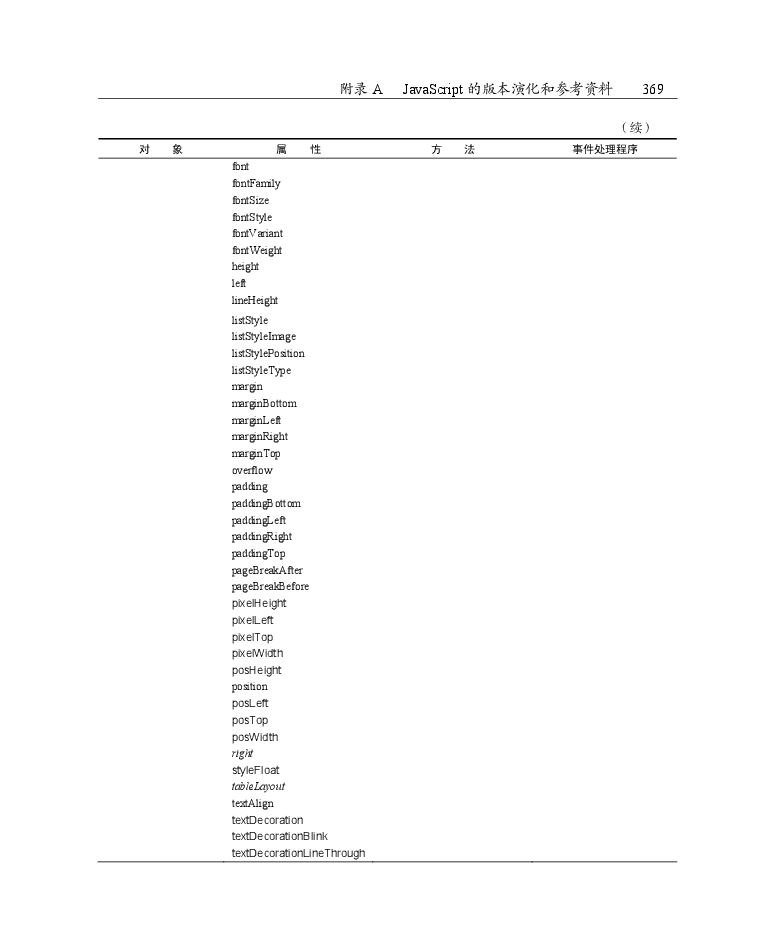 附录 A JavaScript 的版本演化和参考资料 369
（续）
对 象 属 性 方 法 事件处理程序
font
fontFamily
fontSize
fontStyle
fontVariant
fontWeight
height
left
lineHeight
listStyle
listStyleImage
listStylePosition
listStyleType
margin
marginBottom
marginLeft
marginRight
marginTop
overflow
padding
paddingBottom
paddingLeft
paddingRight
paddingTop
pageBreakAfter
pageBreakBefore
pixelHeight
pixelLeft
pixelTop
pixelWidth
posHeight
position
posLeft
posTop
posWidth
right
styleFloat
tableLayout
textAlign
textDecoration
textDecorationBlink
textDecorationLineThrough